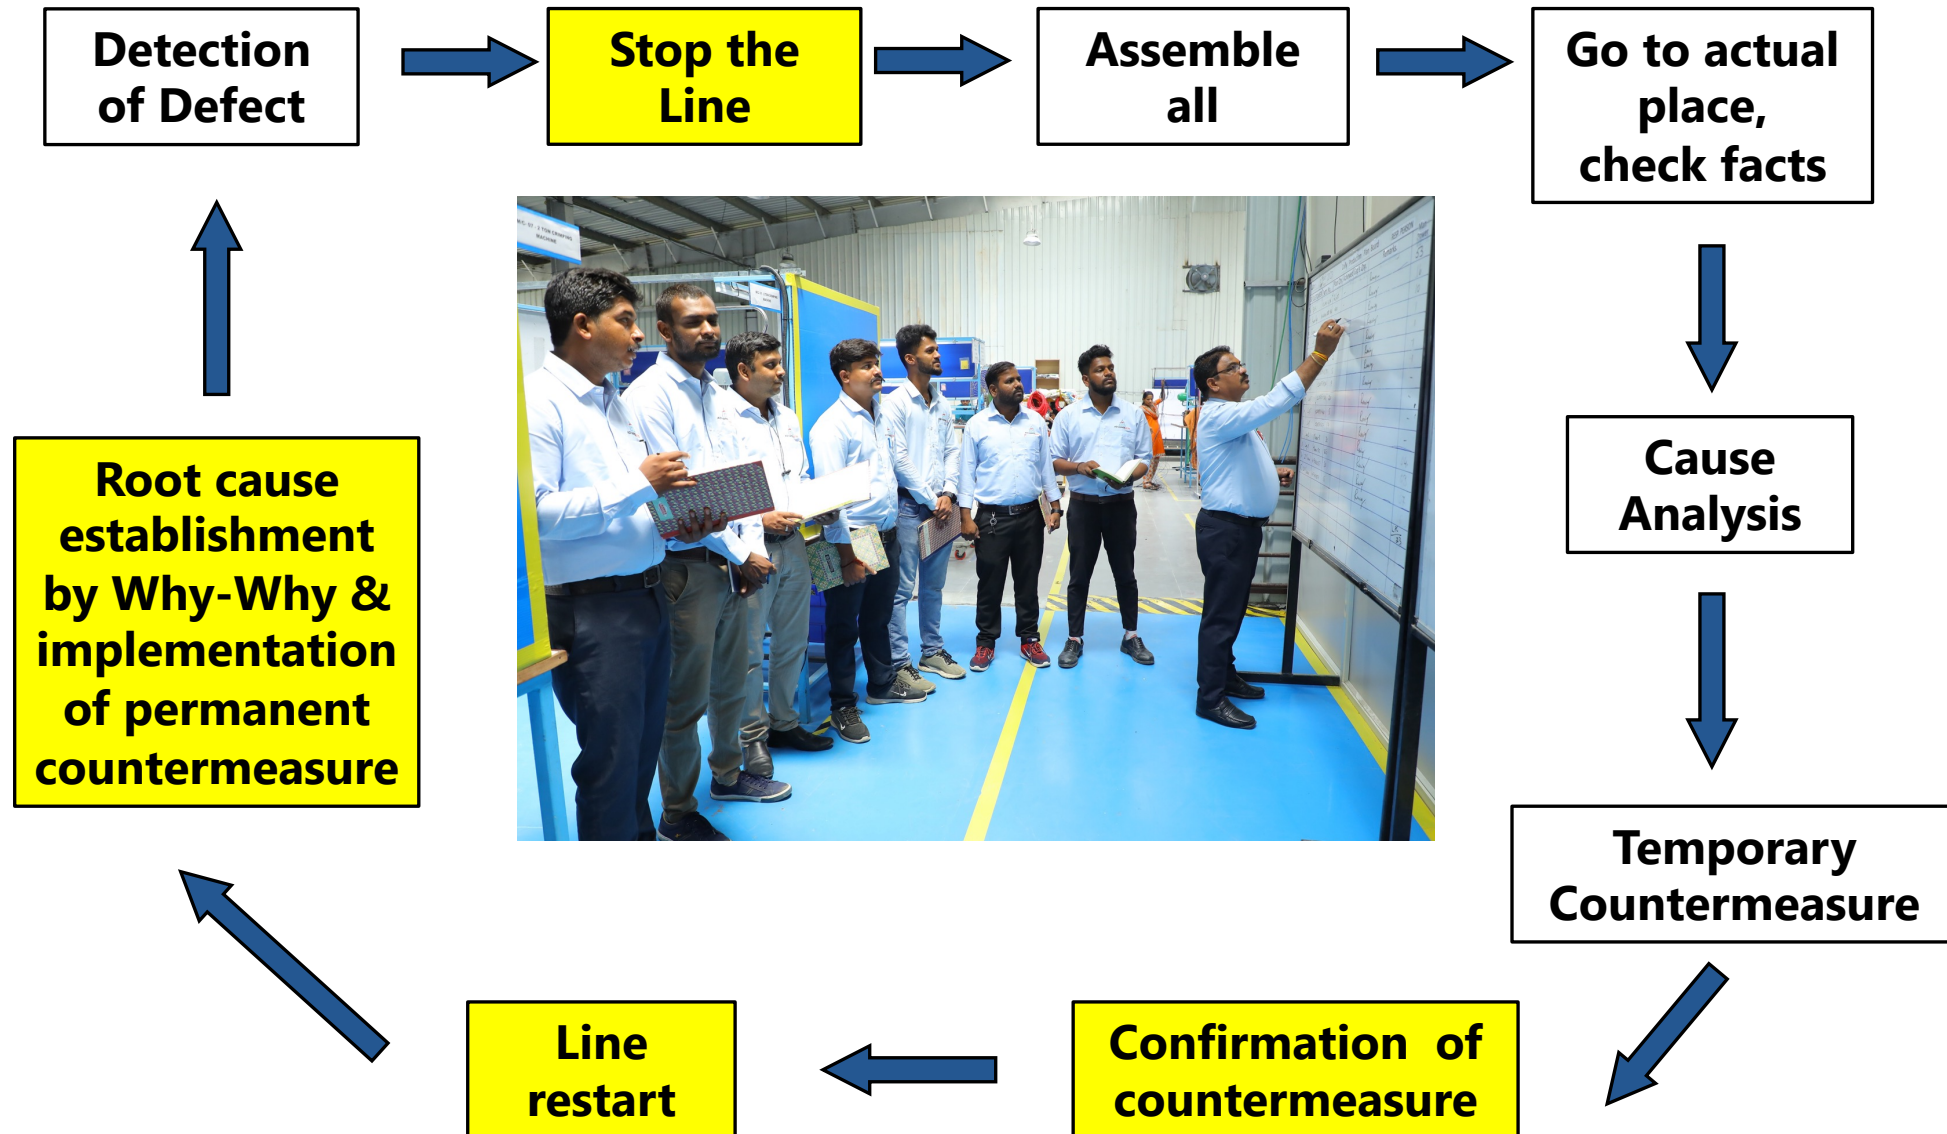 Detection
of Defect
Stop the
Line
Assemble
all
Go to actual
place,
check facts
Cause
Analysis
Temporary
Countermeasure
Confirmation of
countermeasure
Line
restart
Root cause
establishment
by Why-Why &
implementation
of permanent
countermeasure
MACHINE